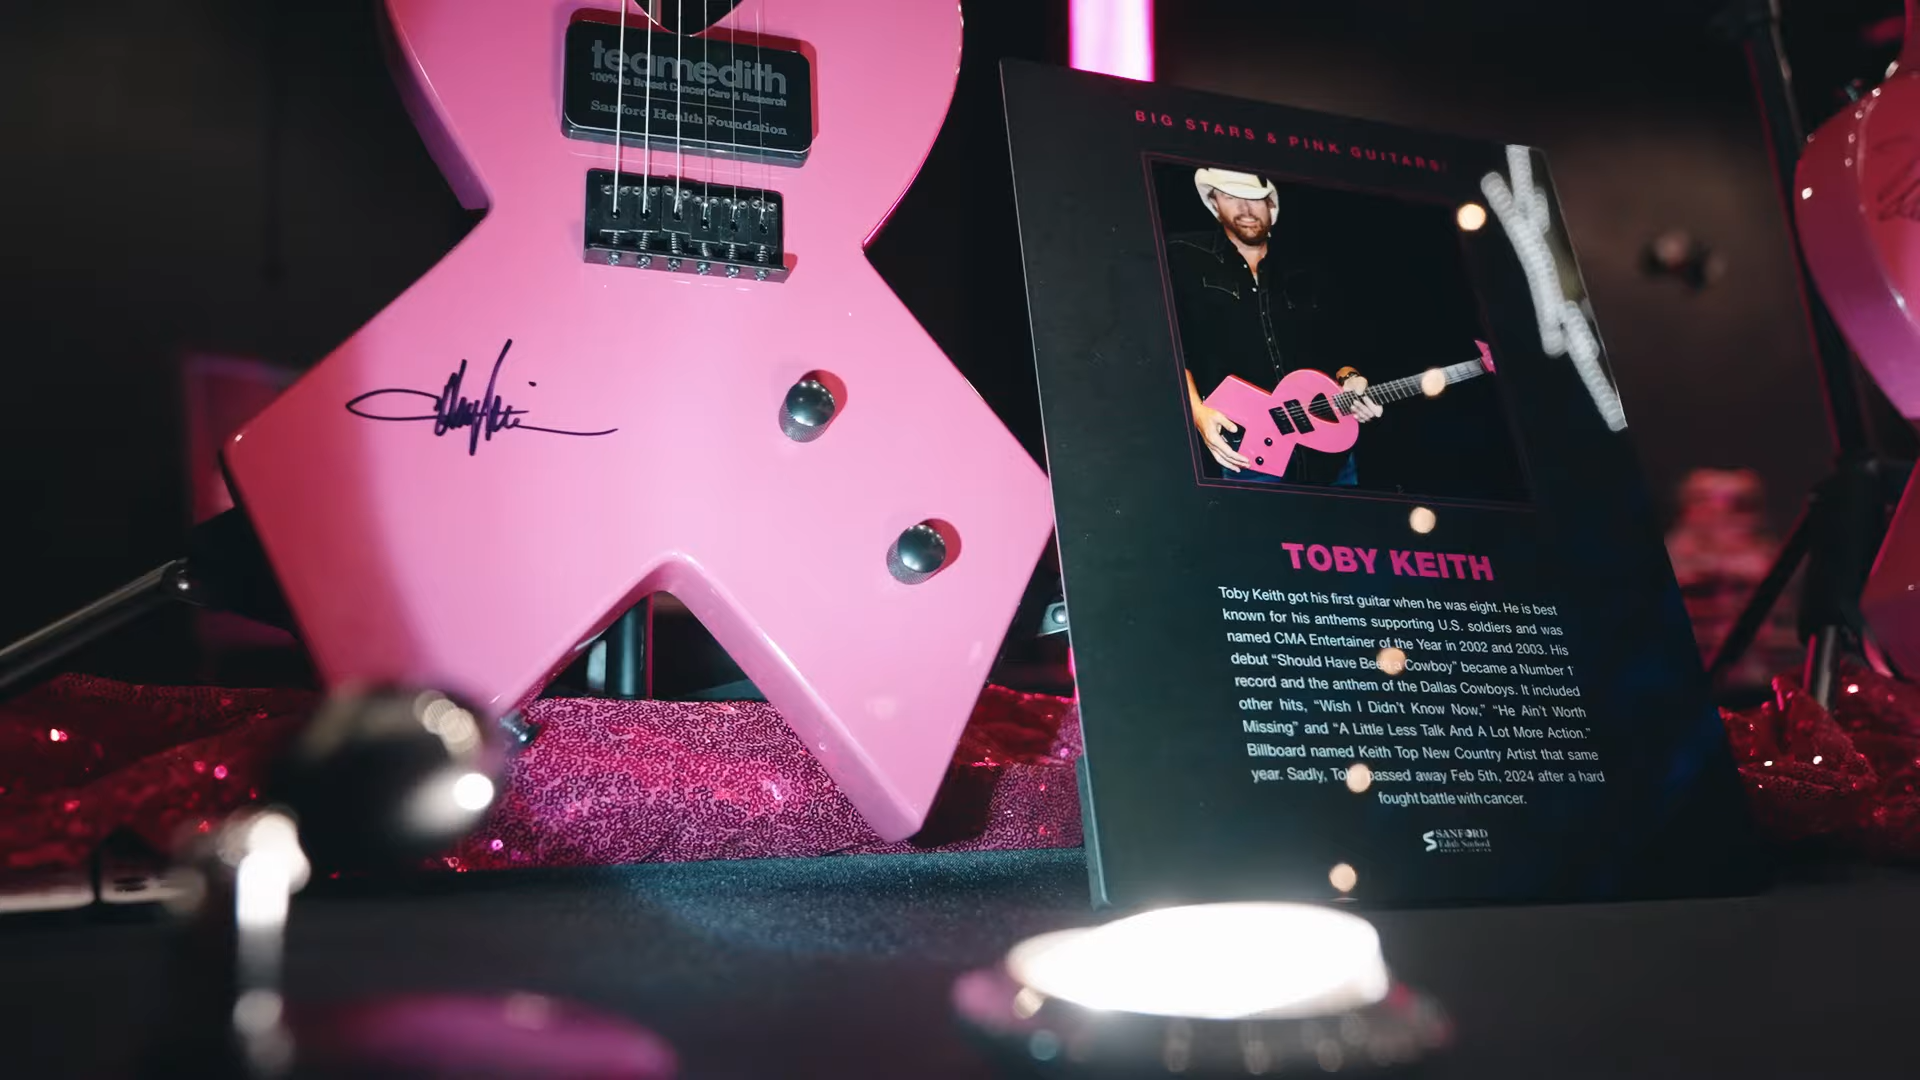 teamedith
100% to Breast Cancer Care & Research
Sanford Health Foundation
BIG STARS & PINK GUITARS!
TOBY KEITH
Toby Keith got his first guitar when he was eight. He is best
known for his anthems supporting U.S. soldiers and was
named CMA Entertainer of the Year in 2002 and 2003. His
debut “Should Have Been a Cowboy” became a Number 1
record and the anthem of the Dallas Cowboys. It included
other hits, “Wish I Didn’t Know Now,” “He Ain’t Worth
Missing” and “A Little Less Talk And A Lot More Action.”
Billboard named Keith Top New Country Artist that same
year. Sadly, Toby passed away Feb 5th, 2024 after a hard
fought battle with cancer.
SANFORD
Edith Sanford